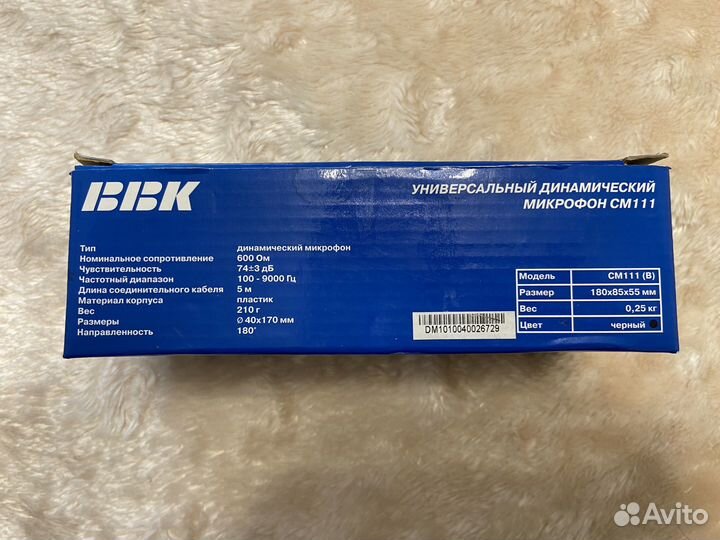 BBK
УНИВЕРСАЛЬНЫЙ ДИНАМИЧЕСКИЙ
МИКРОФОН CM111
Тип динамический микрофон
Номинальное сопротивление 600 Ом
Чувствительность 74±3 дБ
Частотный диапазон 100 - 9000 Гц
Длина соединительного кабеля 5 м
Материал корпуса пластик
Вес 210 г
Размеры Ø 40x170 мм
Направленность 180°
Модель CM111 (B)
Размер 180x85x55 мм
Вес 0,25 кг
Цвет черный
DM1010040026729
Avito